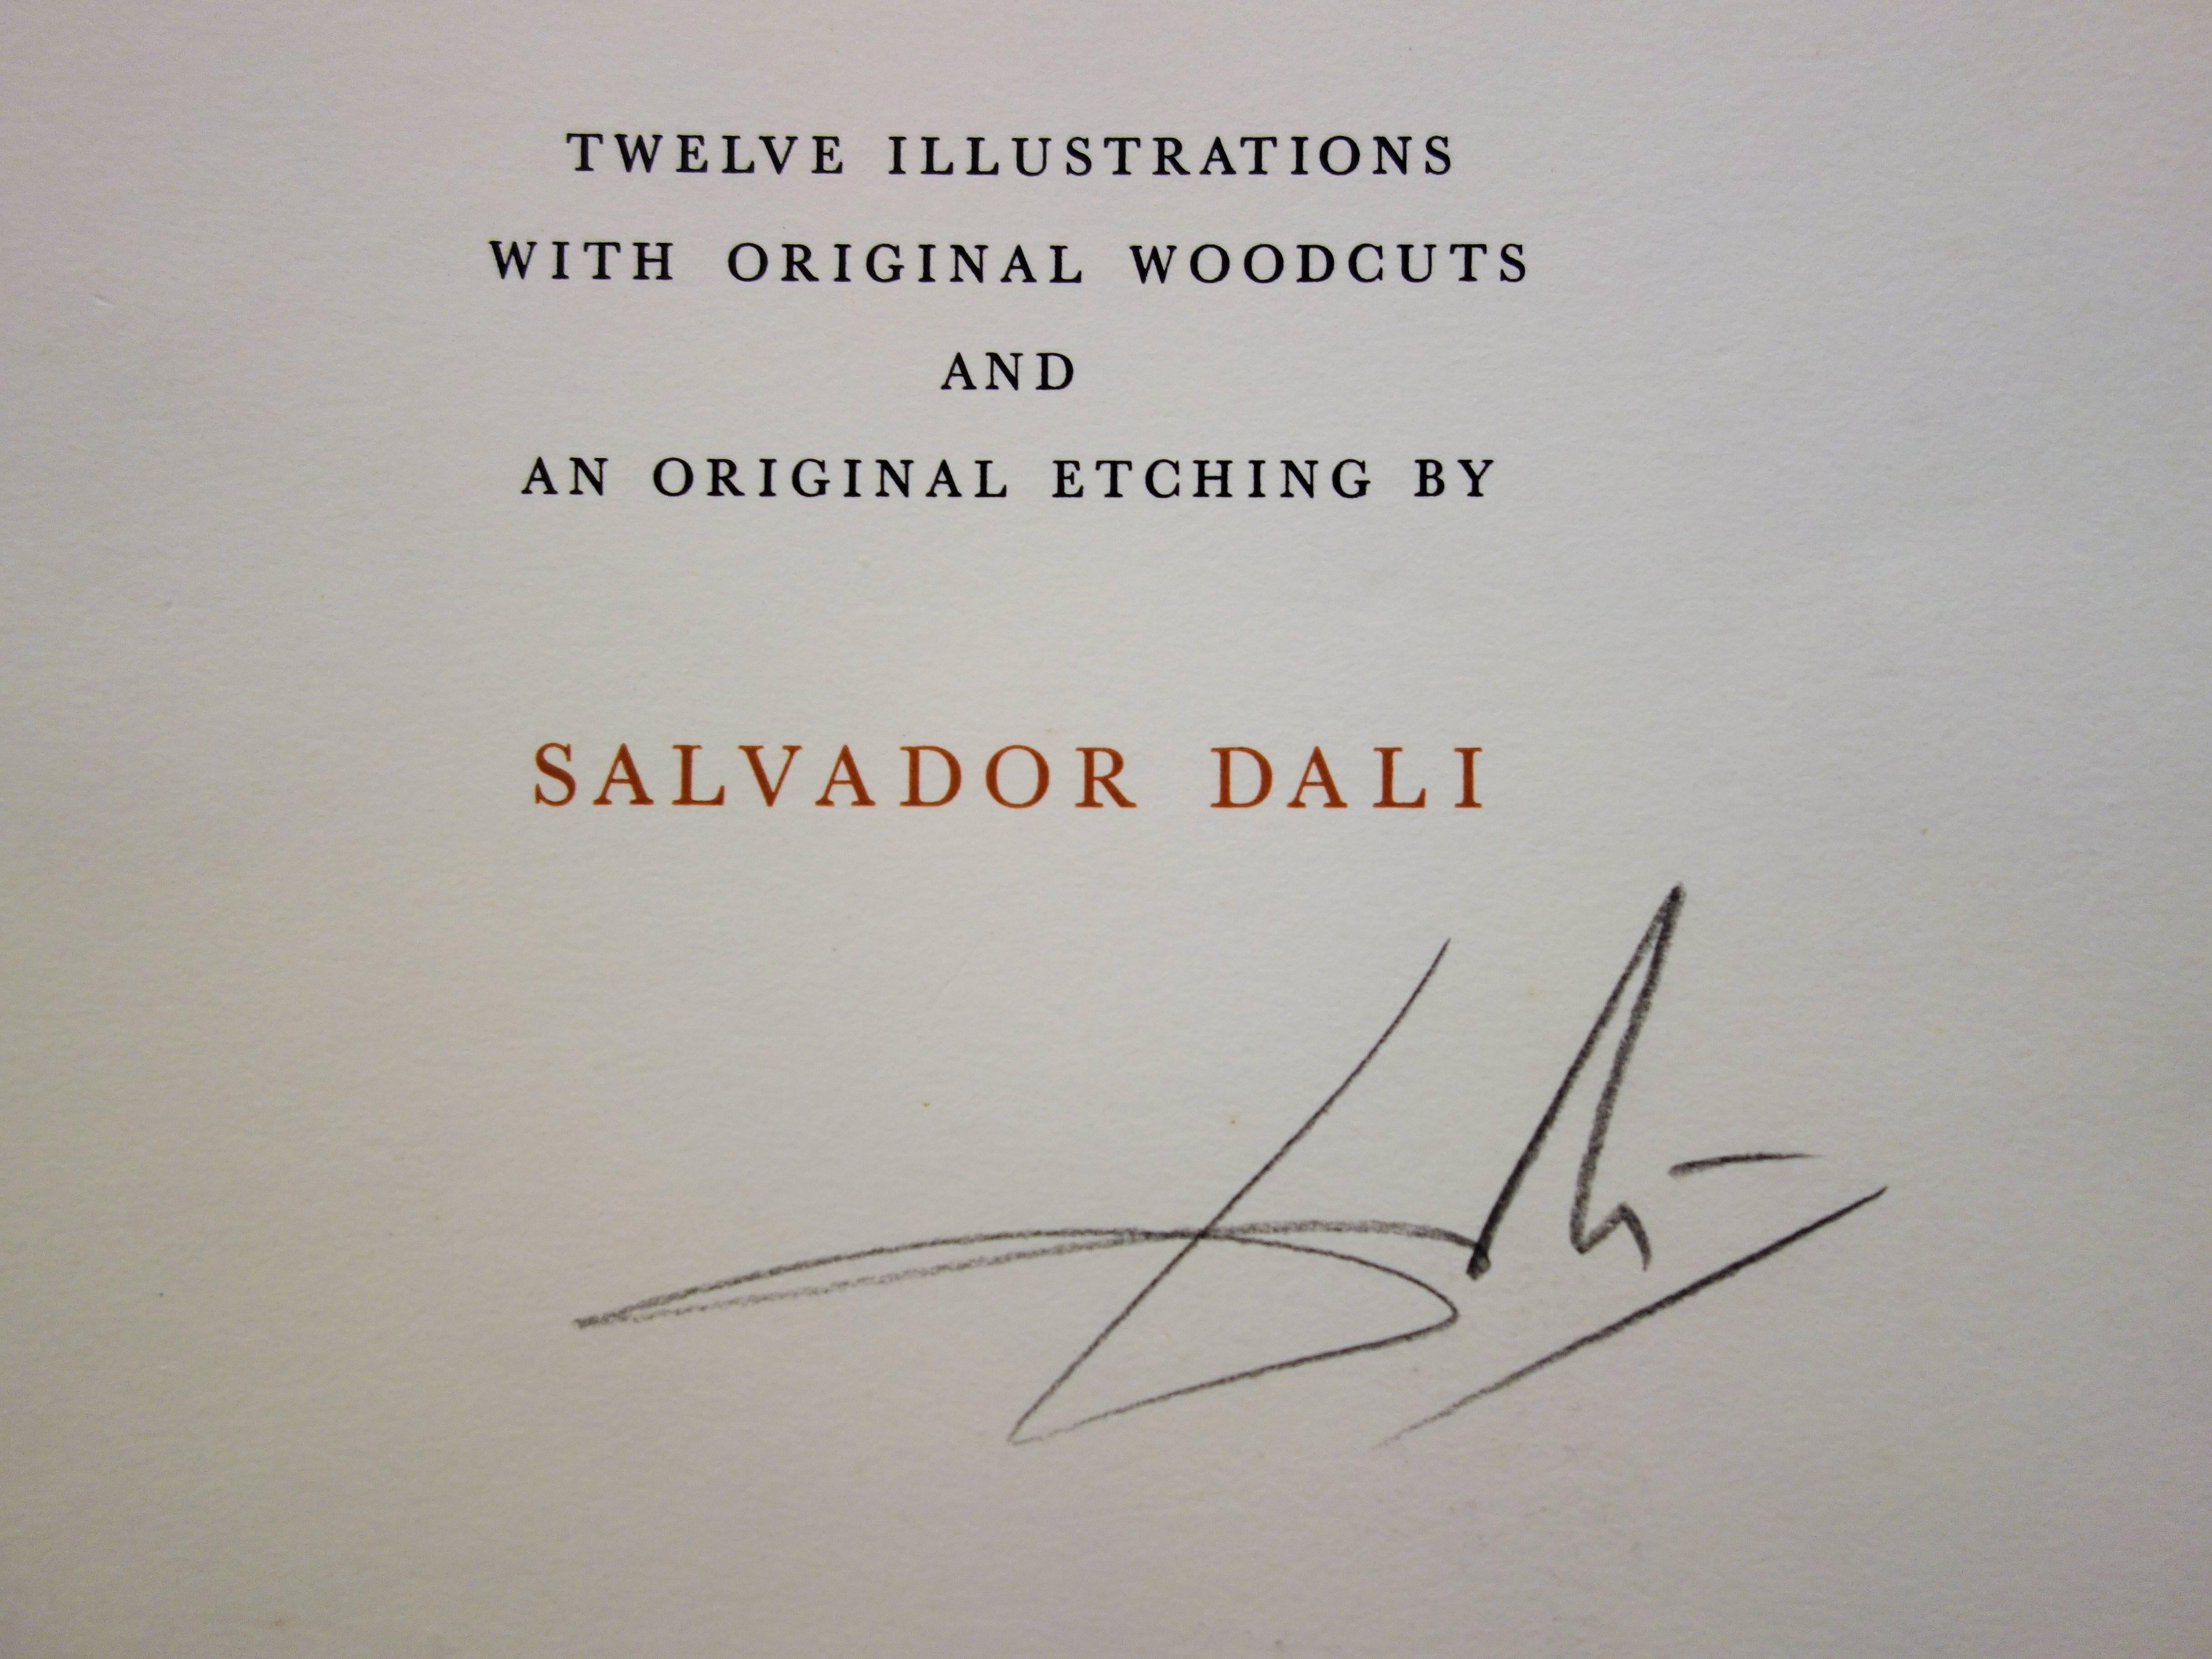 TWELVE ILLUSTRATIONS
WITH ORIGINAL WOODCUTS
AND
AN ORIGINAL ETCHING BY
SALVADOR DALI